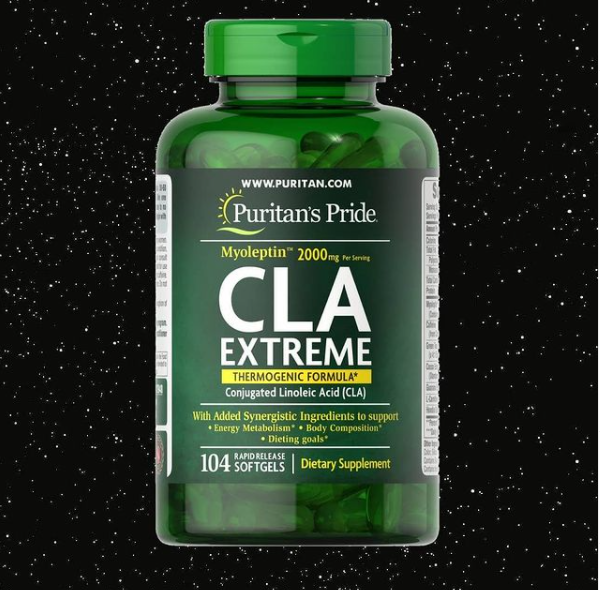 WWW.PURITAN.COM
Puritan's Pride
Myoleptin™ 2000mg Per Serving
CLA
EXTREME
THERMOGENIC FORMULA*
Conjugated Linoleic Acid (CLA)
With Added Synergistic Ingredients to support
• Energy Metabolism* • Body Composition*
• Dieting goals*
104 RAPID RELEASE SOFTGELS | Dietary Supplement